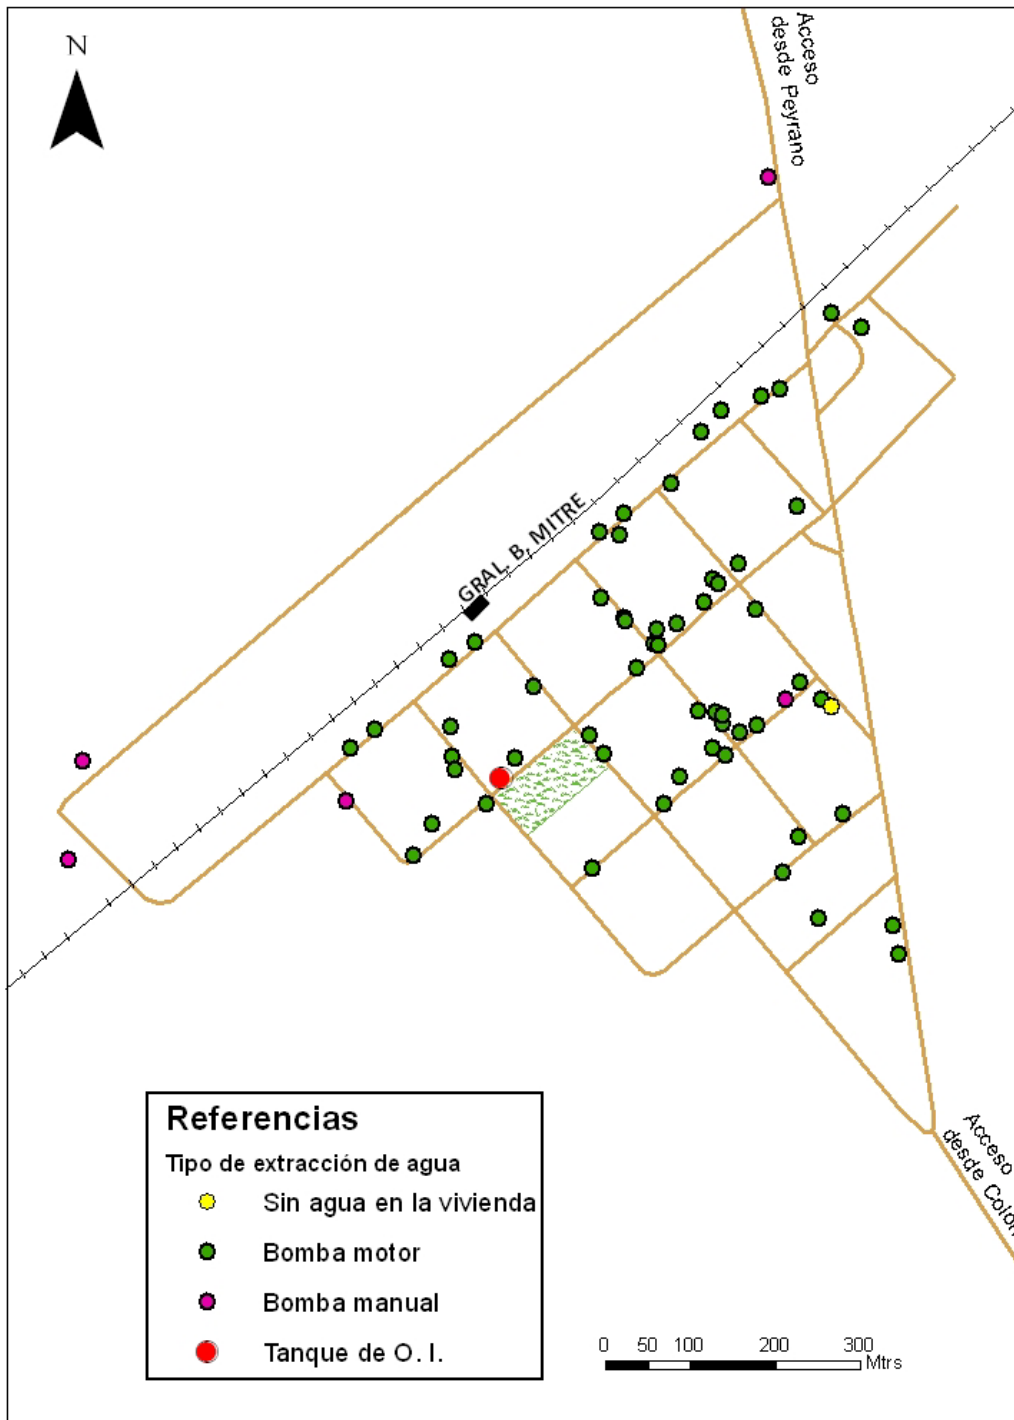 N
Acceso
desde Peyrano
GRAL. B. MITRE
Acceso
desde Colon
Referencias
Tipo de extracción de agua
Sin agua en la vivienda
Bomba motor
Bomba manual
Tanque de O. I.
0 50 100 200 300
Mtrs